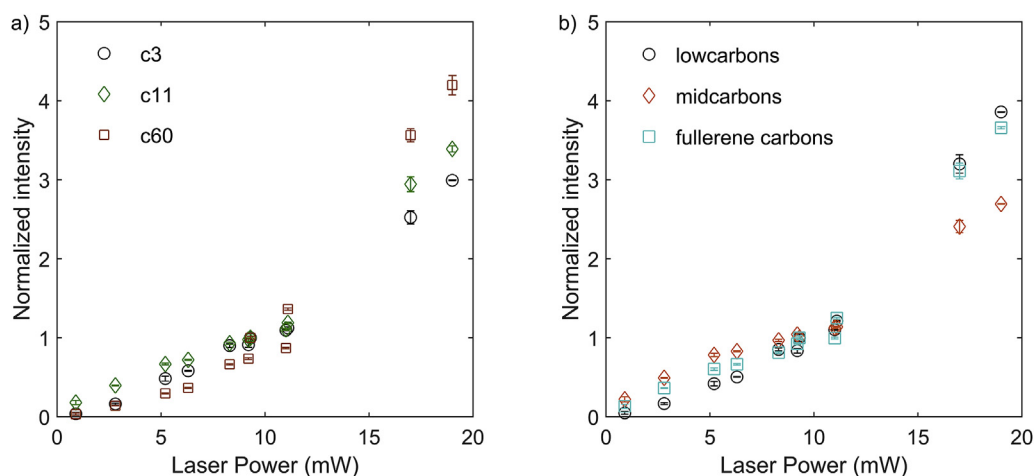 a)
5
4
3
2
1
0
Normalized intensity
c3
c11
c60
0 5 10 15 20
Laser Power (mW)
b)
5
4
3
2
1
0
Normalized intensity
lowcarbons
midcarbons
fullerene carbons
0 5 10 15 20
Laser Power (mW)